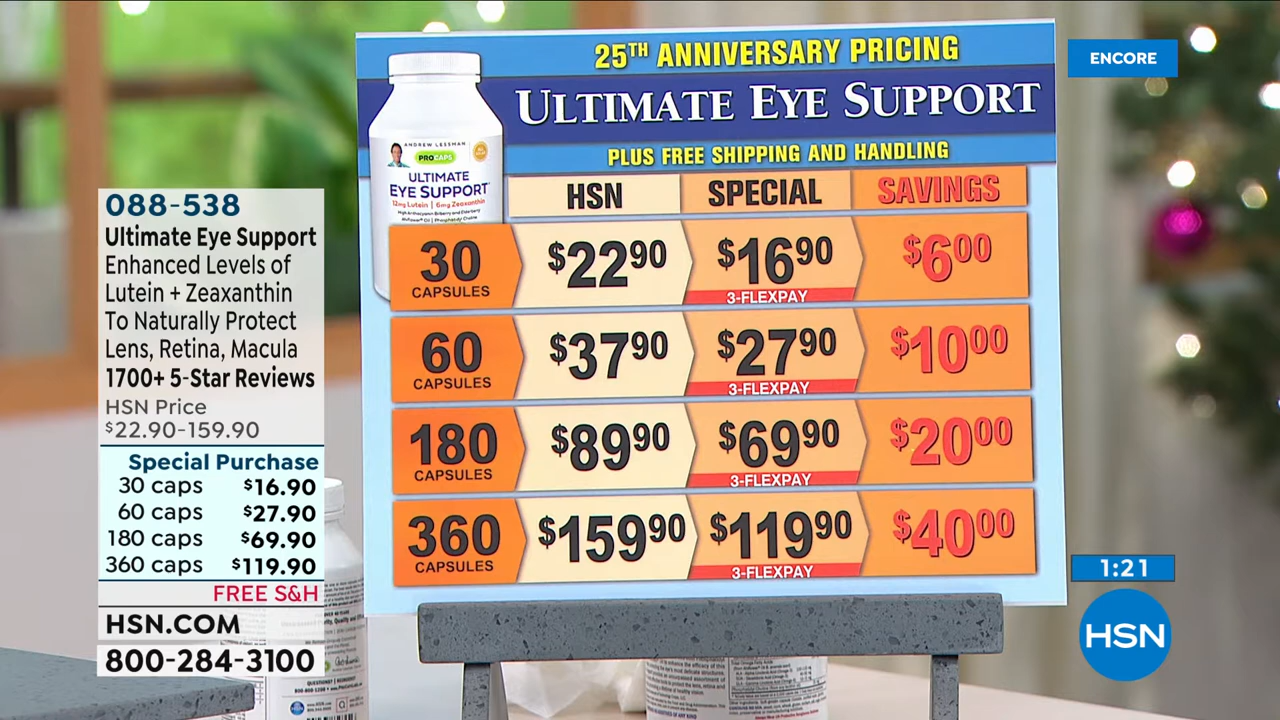 ENCORE
25TH ANNIVERSARY PRICING
ULTIMATE EYE SUPPORT
PLUS FREE SHIPPING AND HANDLING
ANDREW LESSMAN
PROCAPS
ULTIMATE
EYE SUPPORT
12mg Lutein | 6mg Zeaxanthin
HSN SPECIAL SAVINGS
30 CAPSULES $22.90 $16.90 3-FLEXPAY $6.00
60 CAPSULES $37.90 $27.90 3-FLEXPAY $10.00
180 CAPSULES $89.90 $69.90 3-FLEXPAY $20.00
360 CAPSULES $159.90 $119.90 3-FLEXPAY $40.00
088-538
Ultimate Eye Support
Enhanced Levels of
Lutein + Zeaxanthin
To Naturally Protect
Lens, Retina, Macula
1700+ 5-Star Reviews
HSN Price
$22.90-159.90
Special Purchase
30 caps $16.90
60 caps $27.90
180 caps $69.90
360 caps $119.90
FREE S&H
HSN.COM
800-284-3100
1:21
HSN